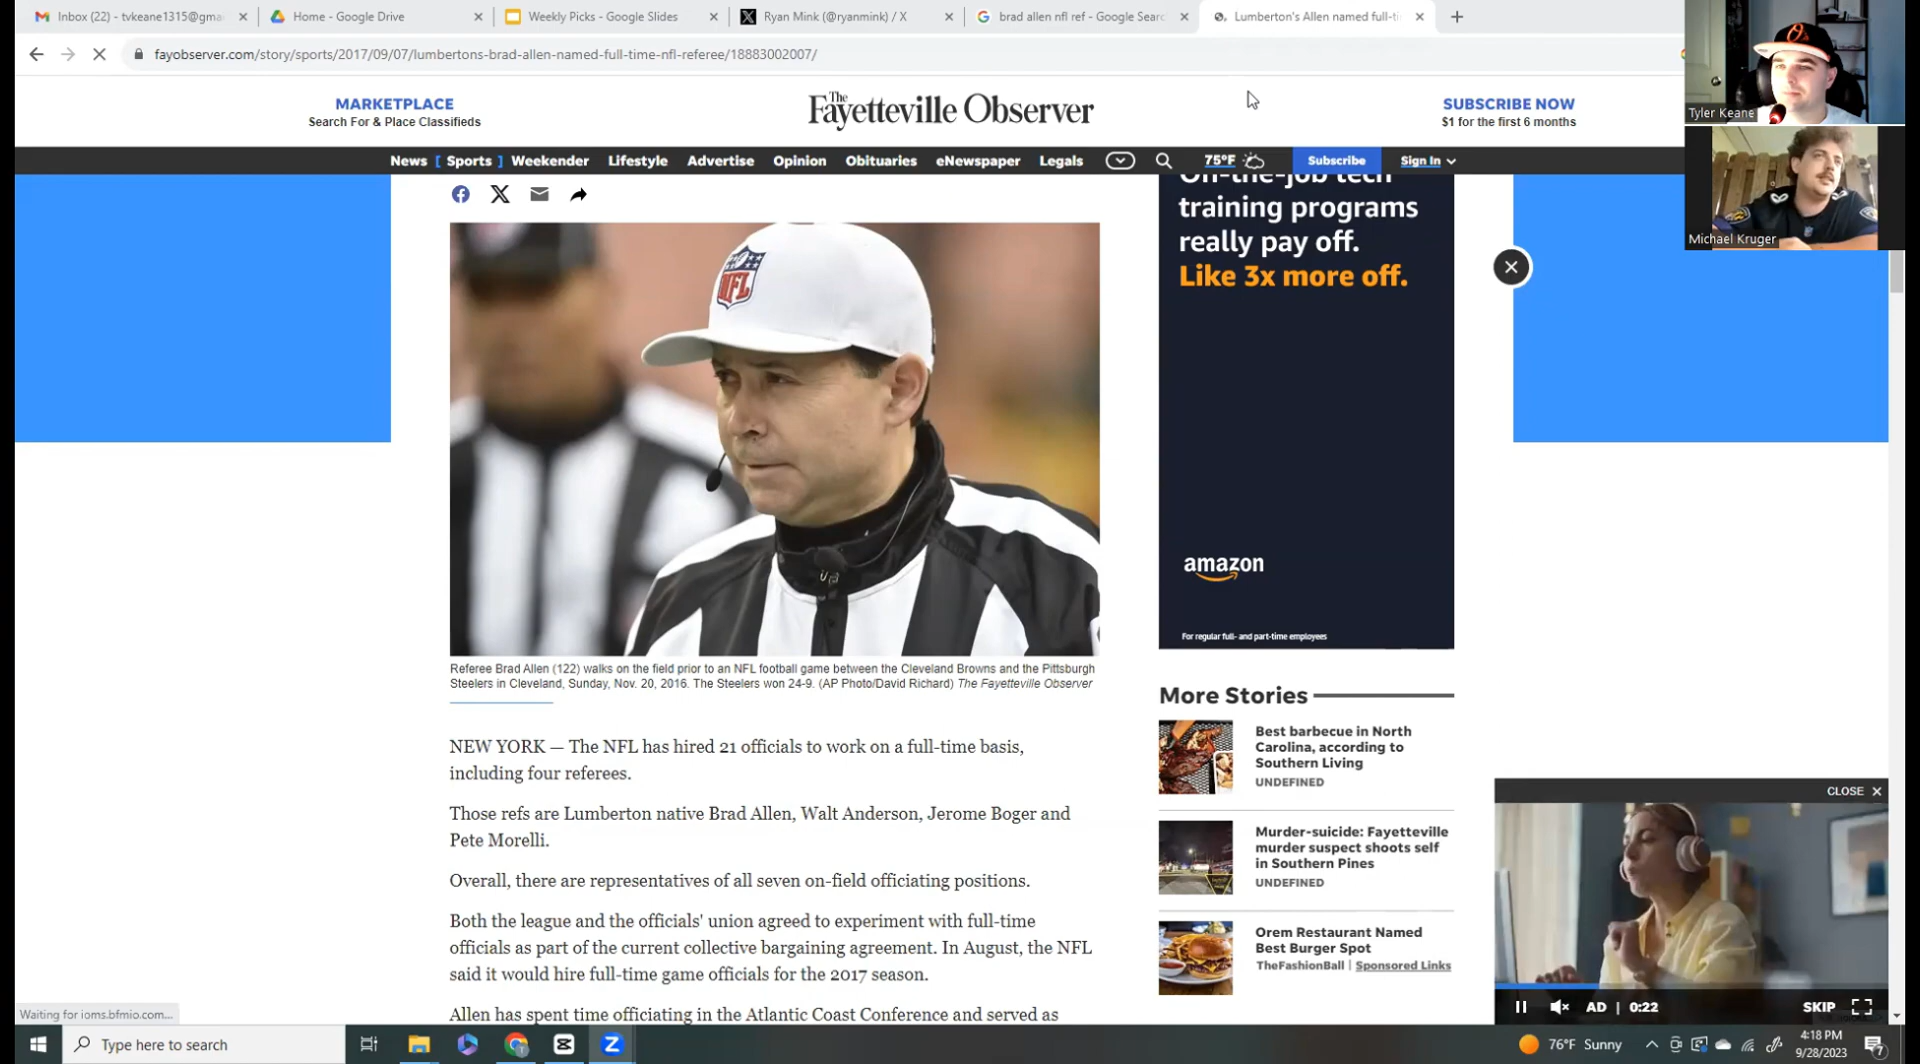 Inbox (22) - tvkeane1315@gma
Home - Google Drive
Weekly Picks - Google Slides
Ryan Mink (@ryanmink) / X
brad allen nfl ref - Google Searc
Lumberton's Allen named full-ti
fayobserver.com/story/sports/2017/09/07/lumbertons-brad-allen-named-full-time-nfl-referee/18883002007/
MARKETPLACE
Search For & Place Classifieds
The
Fayetteville Observer
SUBSCRIBE NOW
$1 for the first 6 months
Tyler Keane
Michael Kruger
News [ Sports ] Weekender Lifestyle Advertise Opinion Obituaries eNewspaper Legals 75°F Subscribe Sign In
On-the-job tech
training programs
really pay off.
Like 3x more off.
amazon
For regular full- and part-time employees
NFL
Referee Brad Allen (122) walks on the field prior to an NFL football game between the Cleveland Browns and the Pittsburgh
Steelers in Cleveland, Sunday, Nov. 20, 2016. The Steelers won 24-9. (AP Photo/David Richard) The Fayetteville Observer
NEW YORK — The NFL has hired 21 officials to work on a full-time basis,
including four referees.
Those refs are Lumberton native Brad Allen, Walt Anderson, Jerome Boger and
Pete Morelli.
Overall, there are representatives of all seven on-field officiating positions.
Both the league and the officials' union agreed to experiment with full-time
officials as part of the current collective bargaining agreement. In August, the NFL
said it would hire full-time game officials for the 2017 season.
Allen has spent time officiating in the Atlantic Coast Conference and served as
More Stories
Best barbecue in North
Carolina, according to
Southern Living
UNDEFINED
Murder-suicide: Fayetteville
murder suspect shoots self
in Southern Pines
UNDEFINED
Orem Restaurant Named
Best Burger Spot
TheFashionBall | Sponsored Links
CLOSE
AD | 0:22
SKIP
Waiting for ioms.bfmio.com...
Type here to search
76°F Sunny
4:18 PM
9/28/2023
7